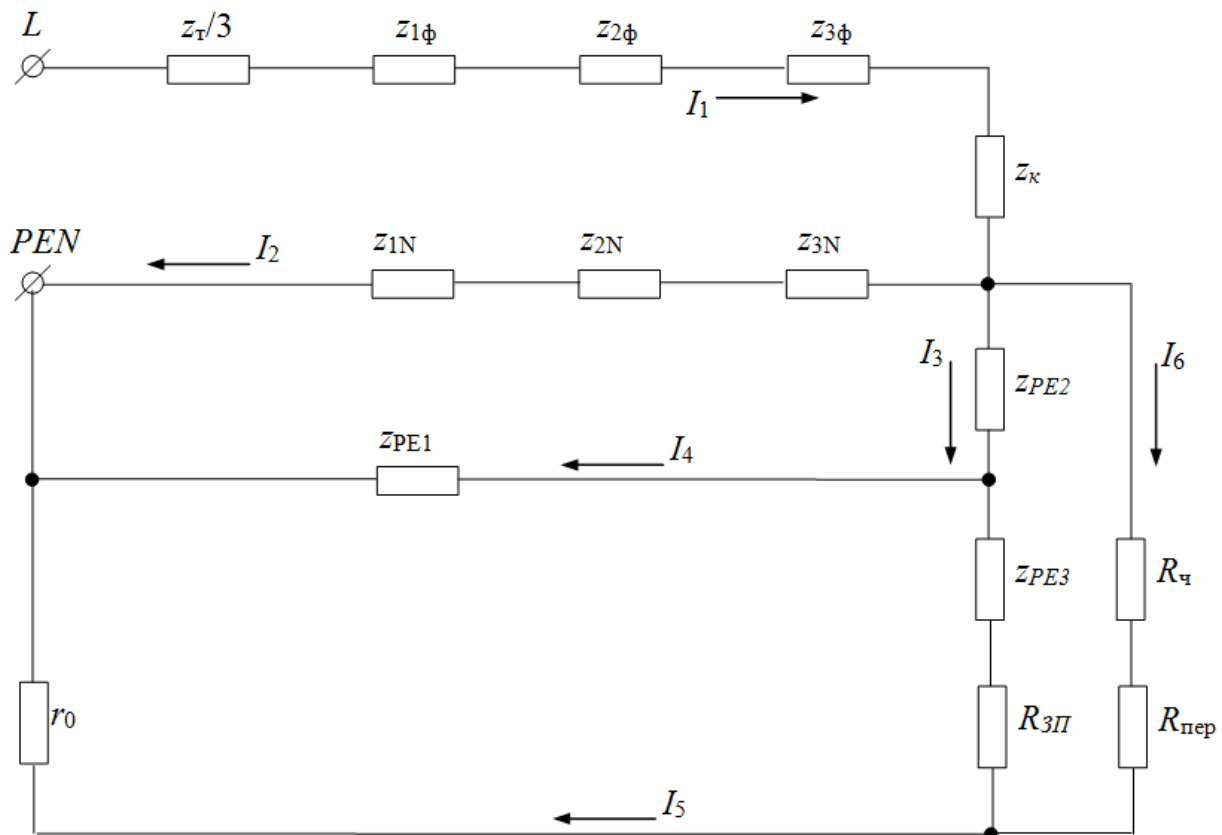 L zт/3 z1ф z2ф z3ф
I1
zк
PEN I2 z1N z2N z3N
I3 zPE2 I6
zPE1 I4
zPE3 Rч
r0 RЗП Rпер
I5